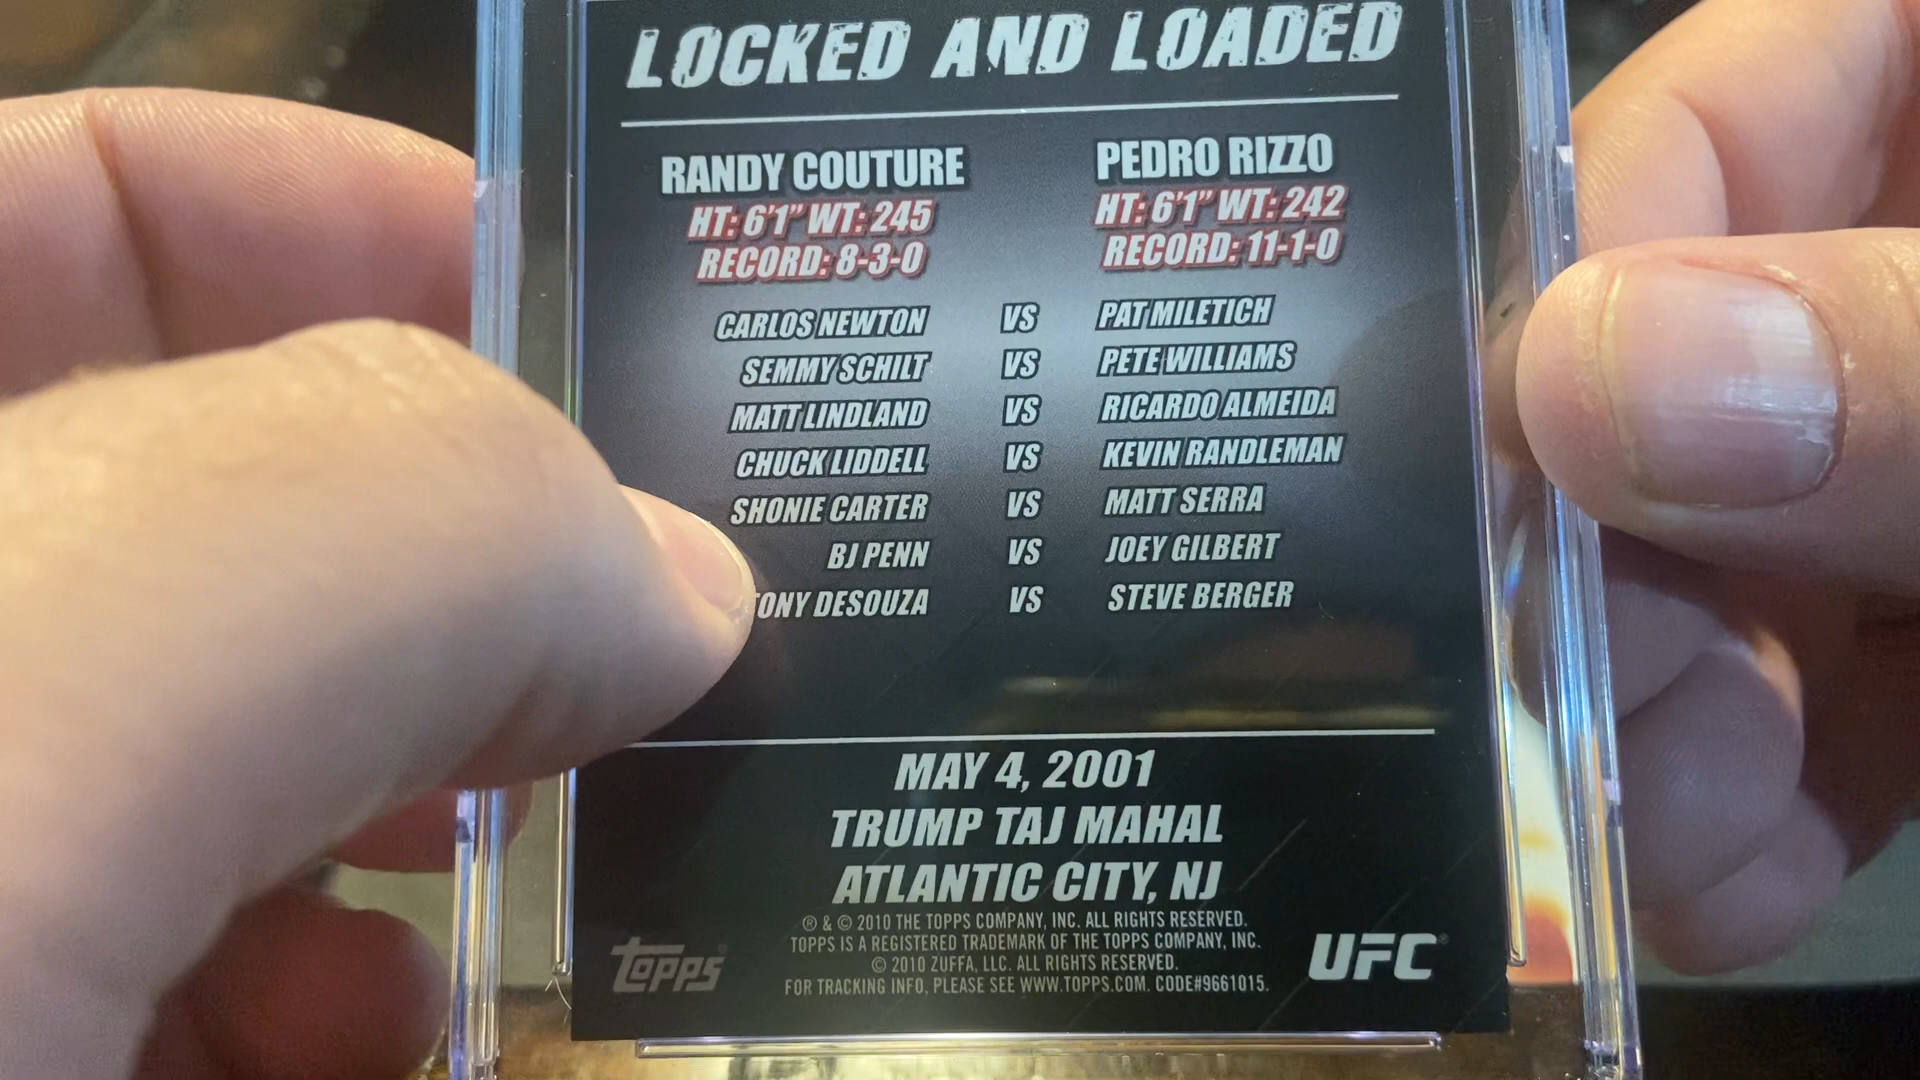 LOCKED AND LOADED
RANDY COUTURE
HT: 6'1" WT: 245
RECORD: 8-3-0
PEDRO RIZZO
HT: 6'1" WT: 242
RECORD: 11-1-0
CARLOS NEWTON VS PAT MILETICH
SEMMY SCHILT VS PETE WILLIAMS
MATT LINDLAND VS RICARDO ALMEIDA
CHUCK LIDDELL VS KEVIN RANDLEMAN
SHONIE CARTER VS MATT SERRA
BJ PENN VS JOEY GILBERT
TONY DESOUZA VS STEVE BERGER
MAY 4, 2001
TRUMP TAJ MAHAL
ATLANTIC CITY, NJ
® & © 2010 THE TOPPS COMPANY, INC. ALL RIGHTS RESERVED.
TOPPS IS A REGISTERED TRADEMARK OF THE TOPPS COMPANY, INC.
© 2010 ZUFFA, LLC. ALL RIGHTS RESERVED.
FOR TRACKING INFO, PLEASE SEE WWW.TOPPS.COM. CODE#9661015.
Topps®
UFC®